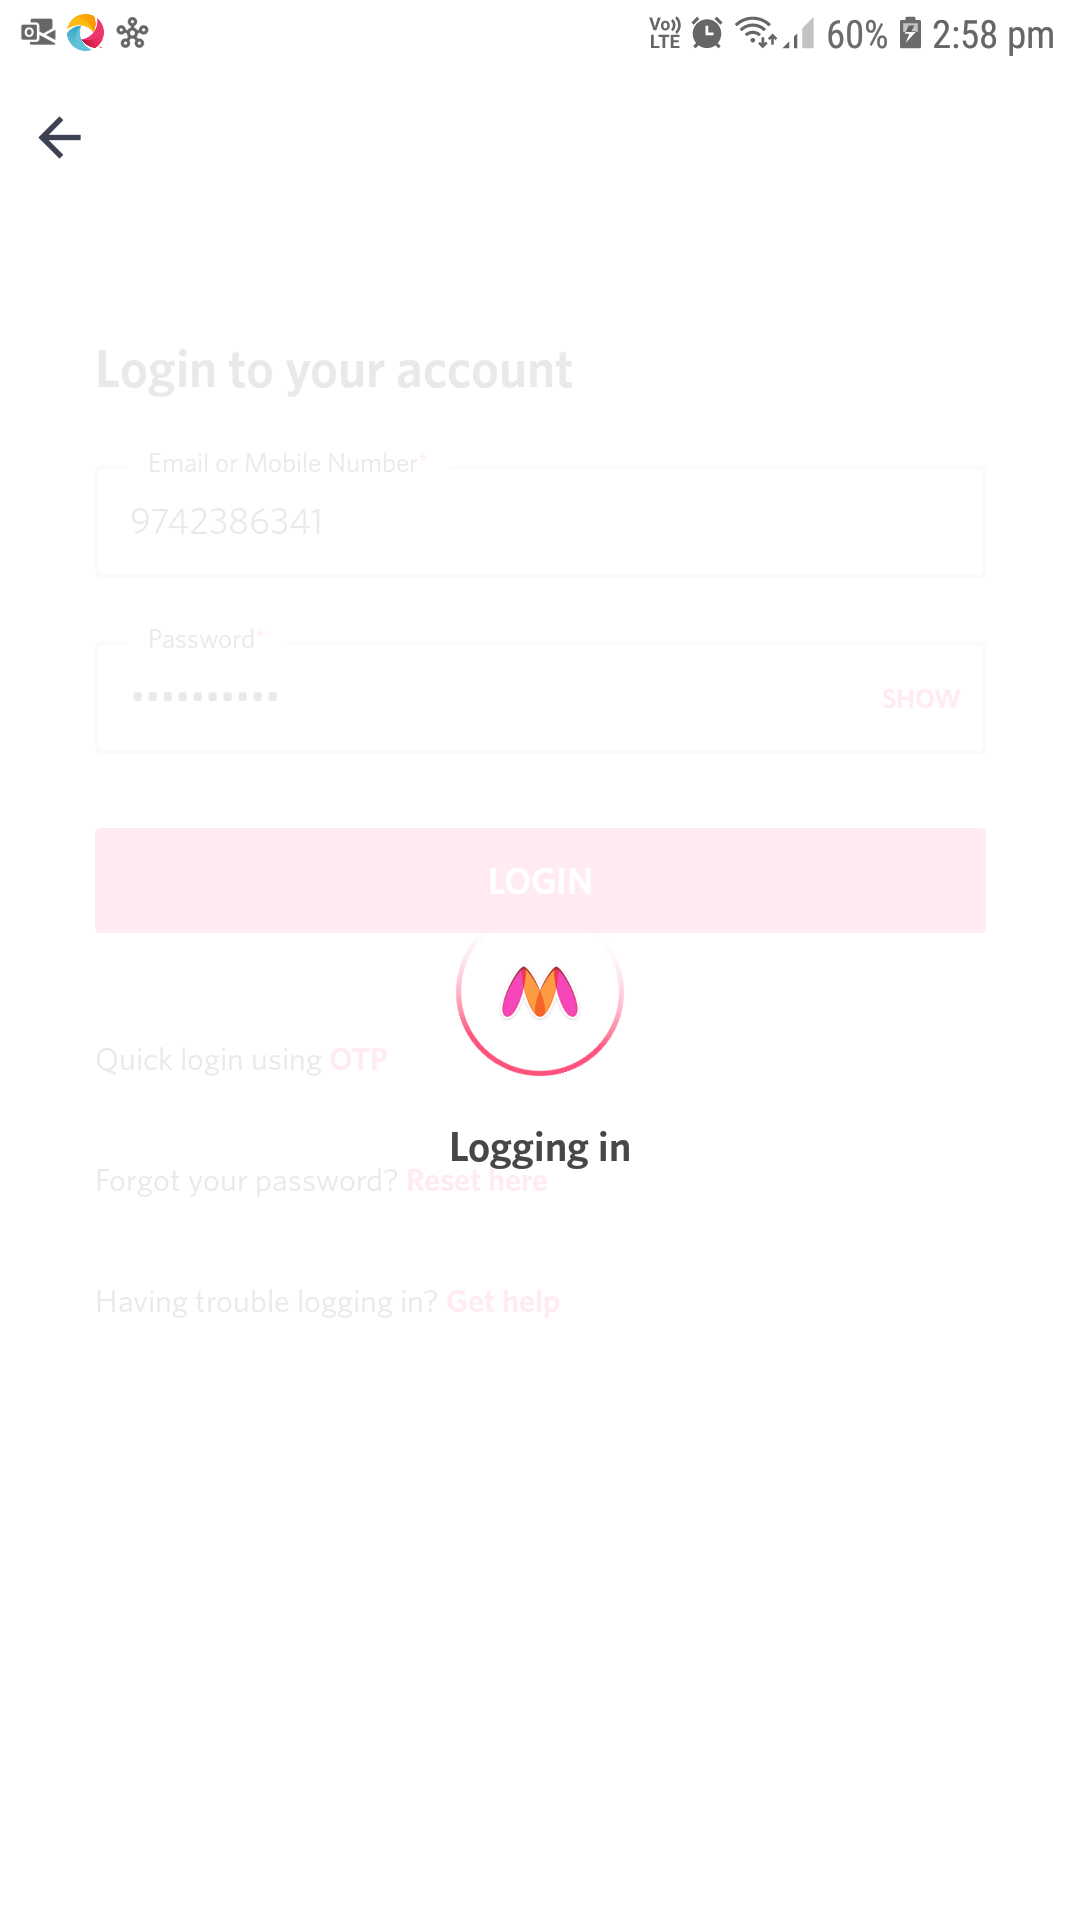 Vo)) LTE 60% 2:58 pm
Login to your account
Email or Mobile Number*
9742386341
Password*
•••••••••• SHOW
LOGIN
Quick login using OTP
Logging in
Forgot your password? Reset here
Having trouble logging in? Get help